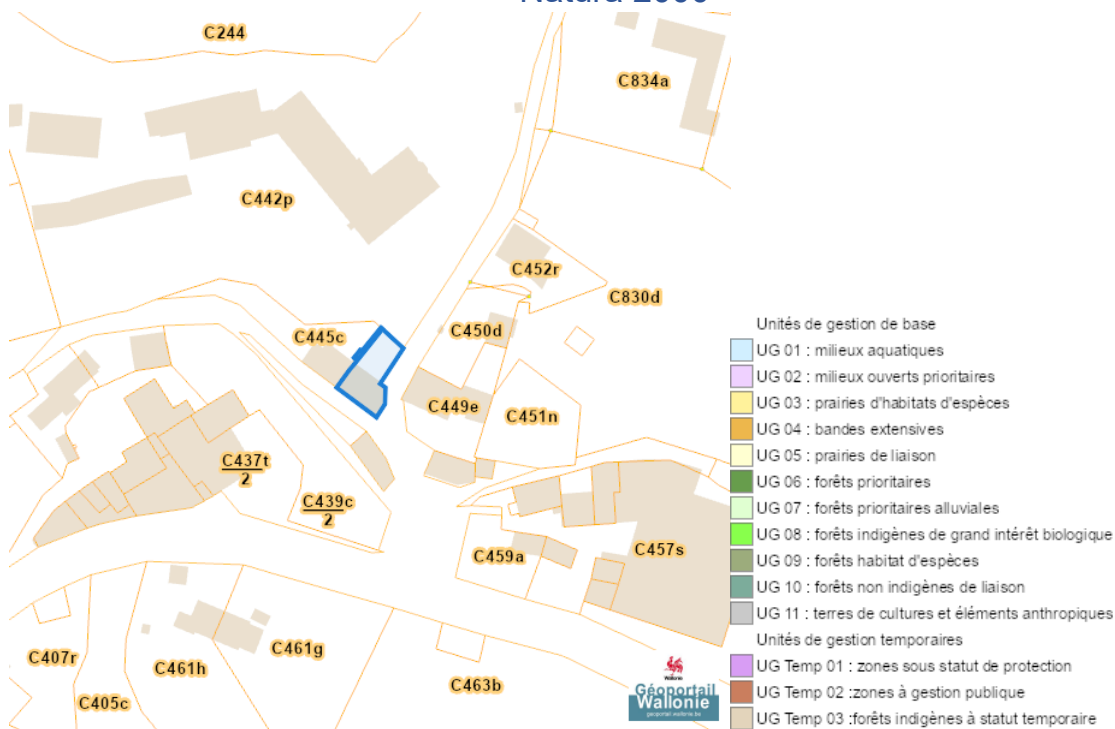 Natura 2000
C244
C834a
C442p
C452r
C830d
C445c
C450d
C449e
C451n
C437t
2
C439c
2
C459a
C457s
C407r
C405c
C461h
C461g
C463b
Wallonie
Géoportail
Wallonie
geoportail.wallonie.be
Unités de gestion de base
UG 01 : milieux aquatiques
UG 02 : milieux ouverts prioritaires
UG 03 : prairies d'habitats d'espèces
UG 04 : bandes extensives
UG 05 : prairies de liaison
UG 06 : forêts prioritaires
UG 07 : forêts prioritaires alluviales
UG 08 : forêts indigènes de grand intérêt biologique
UG 09 : forêts habitat d'espèces
UG 10 : forêts non indigènes de liaison
UG 11 : terres de cultures et éléments anthropiques
Unités de gestion temporaires
UG Temp 01 : zones sous statut de protection
UG Temp 02 :zones à gestion publique
UG Temp 03 :forêts indigènes à statut temporaire